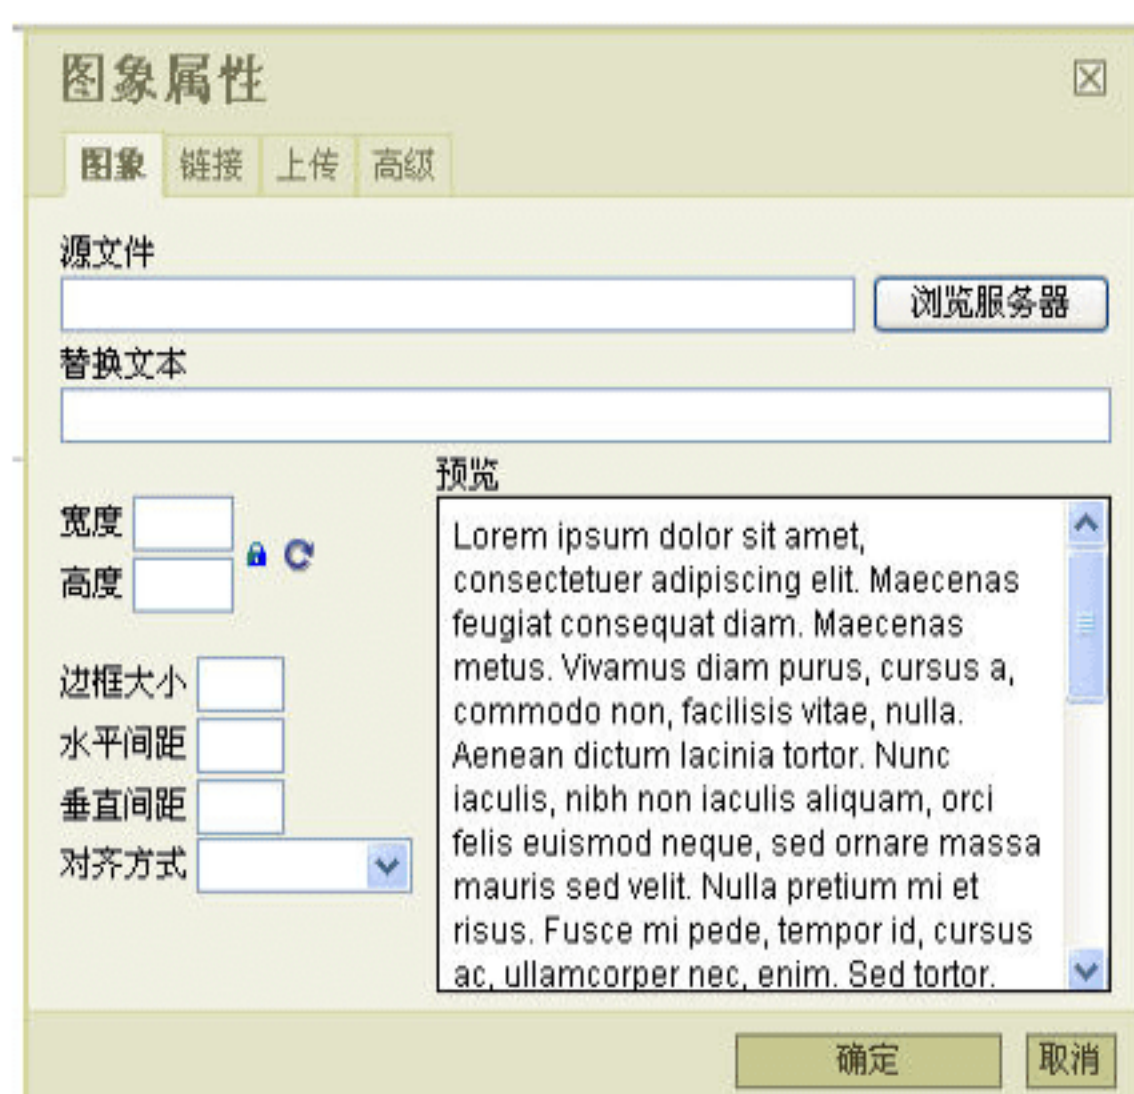 图象属性
图象 链接 上传 高级
源文件
浏览服务器
替换文本
宽度
高度
边框大小
水平间距
垂直间距
对齐方式
预览
Lorem ipsum dolor sit amet,
consectetuer adipiscing elit. Maecenas
feugiat consequat diam. Maecenas
metus. Vivamus diam purus, cursus a,
commodo non, facilisis vitae, nulla.
Aenean dictum lacinia tortor. Nunc
iaculis, nibh non iaculis aliquam, orci
felis euismod neque, sed ornare massa
mauris sed velit. Nulla pretium mi et
risus. Fusce mi pede, tempor id, cursus
ac, ullamcorper nec, enim. Sed tortor.
确定 取消